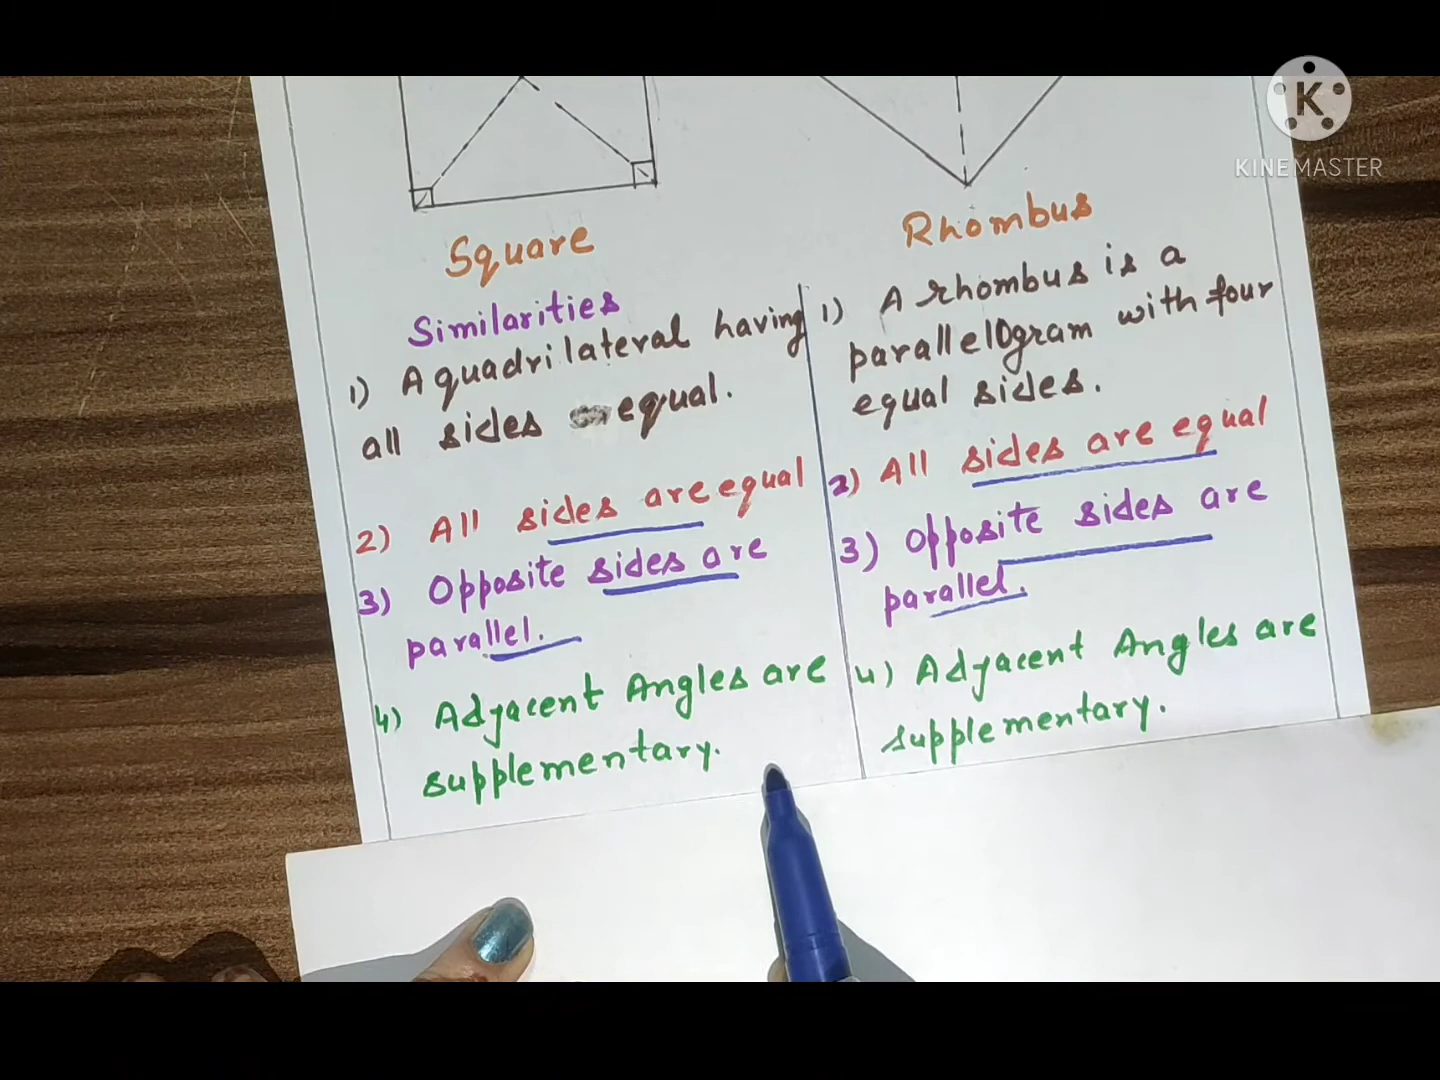 K
KINEMASTER
Square
Rhombus
Similarities
1) A quadrilateral having
all sides equal.
2) All sides are equal
3) Opposite sides are
parallel.
4) Adjacent Angles are
supplementary.
1) A rhombus is a
parallelogram with four
equal sides.
2) All sides are equal
3) Opposite sides are
parallel.
4) Adjacent Angles are
supplementary.